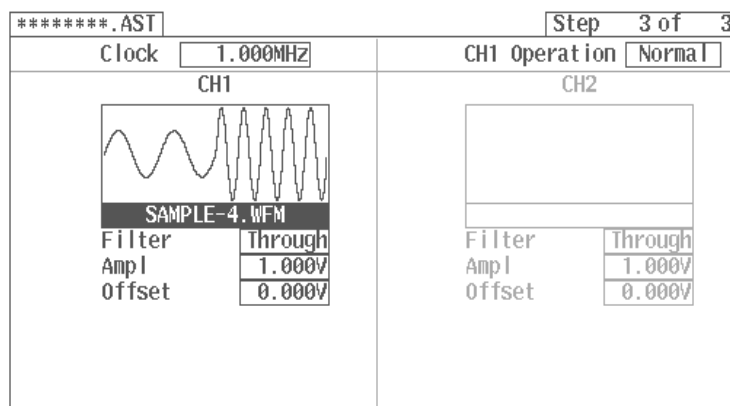 ********.AST Step 3 of 3
Clock 1.000MHz CH1 Operation Normal
CH1 CH2
SAMPLE-4.WFM
Filter Through Filter Through
Ampl 1.000V Ampl 1.000V
Offset 0.000V Offset 0.000V